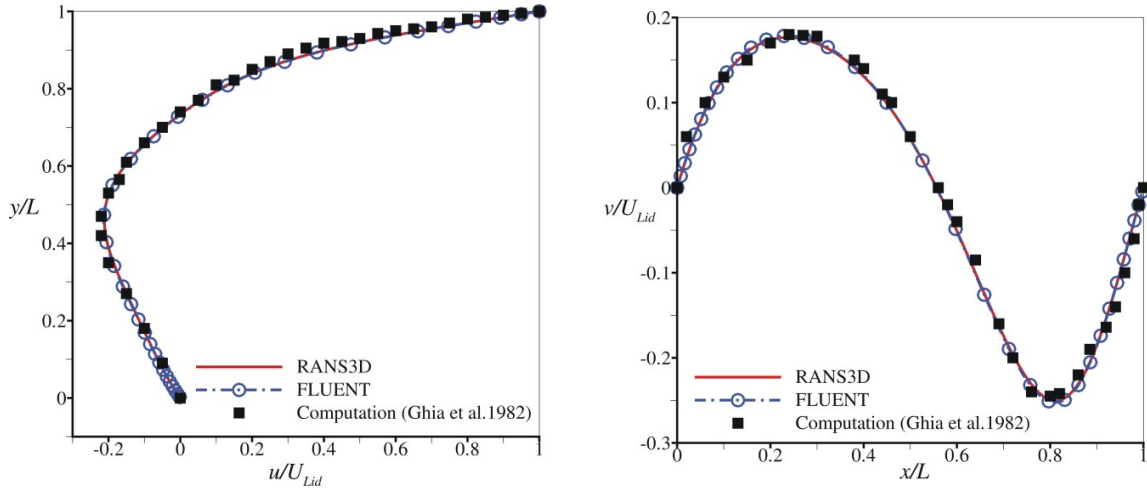 1
0.8
0.6
y/L
0.4
0.2
0
-0.2 0 0.2 0.4 0.6 0.8 1
u/U_Lid
RANS3D
FLUENT
Computation (Ghia et al.1982)
0.2
0.1
0
v/U_Lid
-0.1
-0.2
-0.3
0 0.2 0.4 0.6 0.8 1
x/L
RANS3D
FLUENT
Computation (Ghia et al.1982)